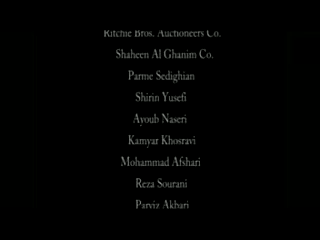 Ritchie Bros. Auctioneers Co.
Shaheen Al Ghanim Co.
Parme Sedighian
Shirin Yusefi
Ayoub Naseri
Kamyar Khosravi
Mohammad Afshari
Reza Sourani
Parviz Akbari